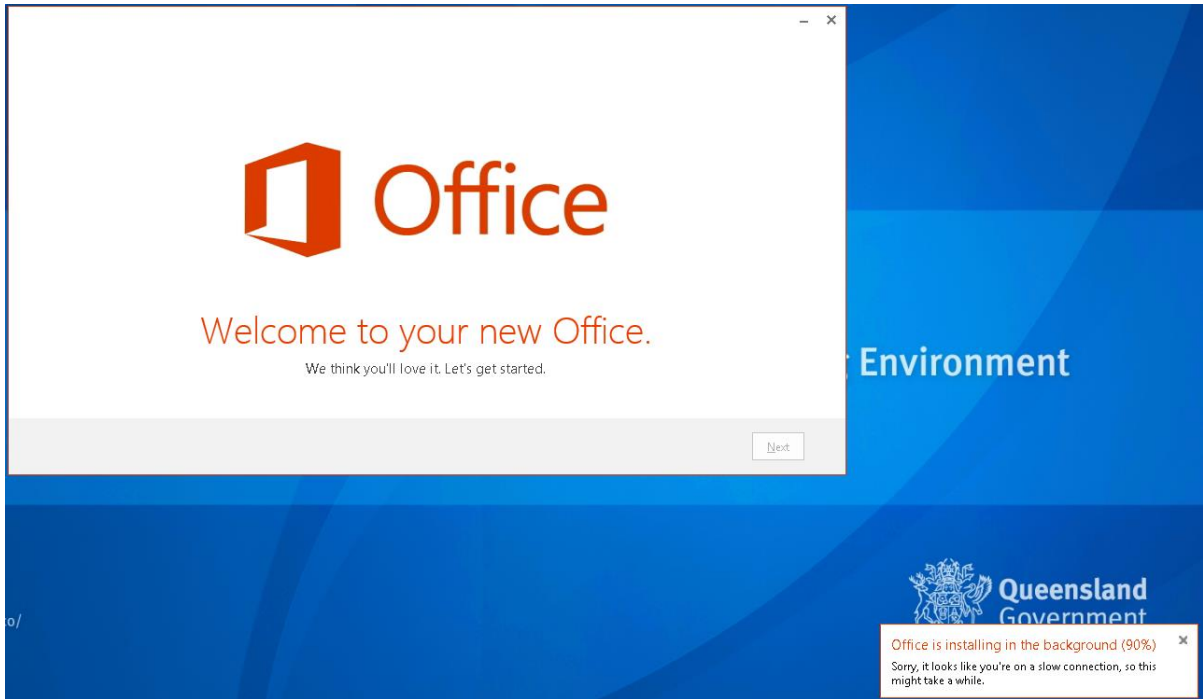 Office
Welcome to your new Office.
We think you'll love it. Let's get started.
Next
Environment
Queensland
Government
Office is installing in the background (90%)
Sorry, it looks like you're on a slow connection, so this
might take a while.